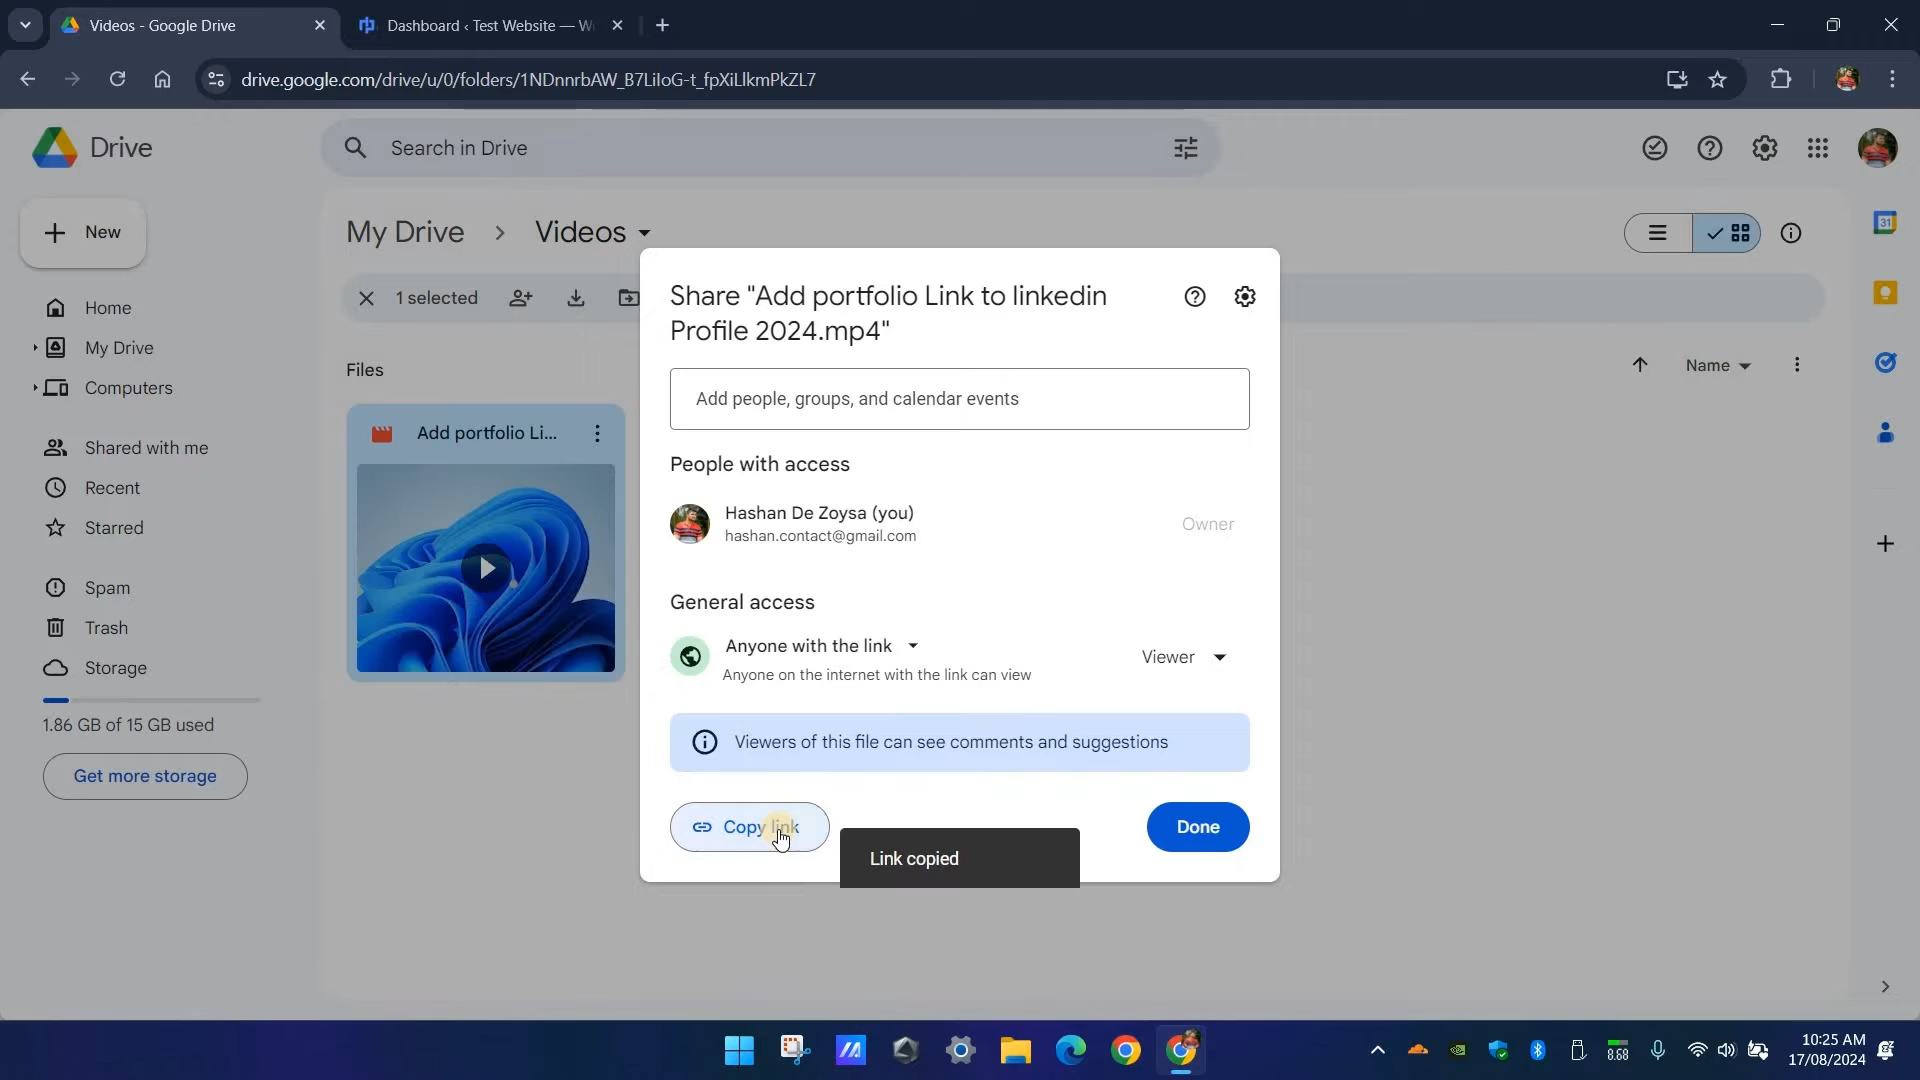 Videos - Google Drive
Dashboard ‹ Test Website — W
drive.google.com/drive/u/0/folders/1NDnnrbAW_B7LiloG-t_fpXiLlkmPkZL7
Drive
Search in Drive
New
My Drive
Videos
1 selected
Home
My Drive
Computers
Shared with me
Recent
Starred
Spam
Trash
Storage
1.86 GB of 15 GB used
Get more storage
Files
Name
Add portfolio Li...
Share "Add portfolio Link to linkedin
Profile 2024.mp4"
Add people, groups, and calendar events
People with access
Hashan De Zoysa (you)
hashan.contact@gmail.com
Owner
General access
Anyone with the link
Anyone on the internet with the link can view
Viewer
Viewers of this file can see comments and suggestions
Copy link
Done
Link copied
31
8.68
10:25 AM
17/08/2024